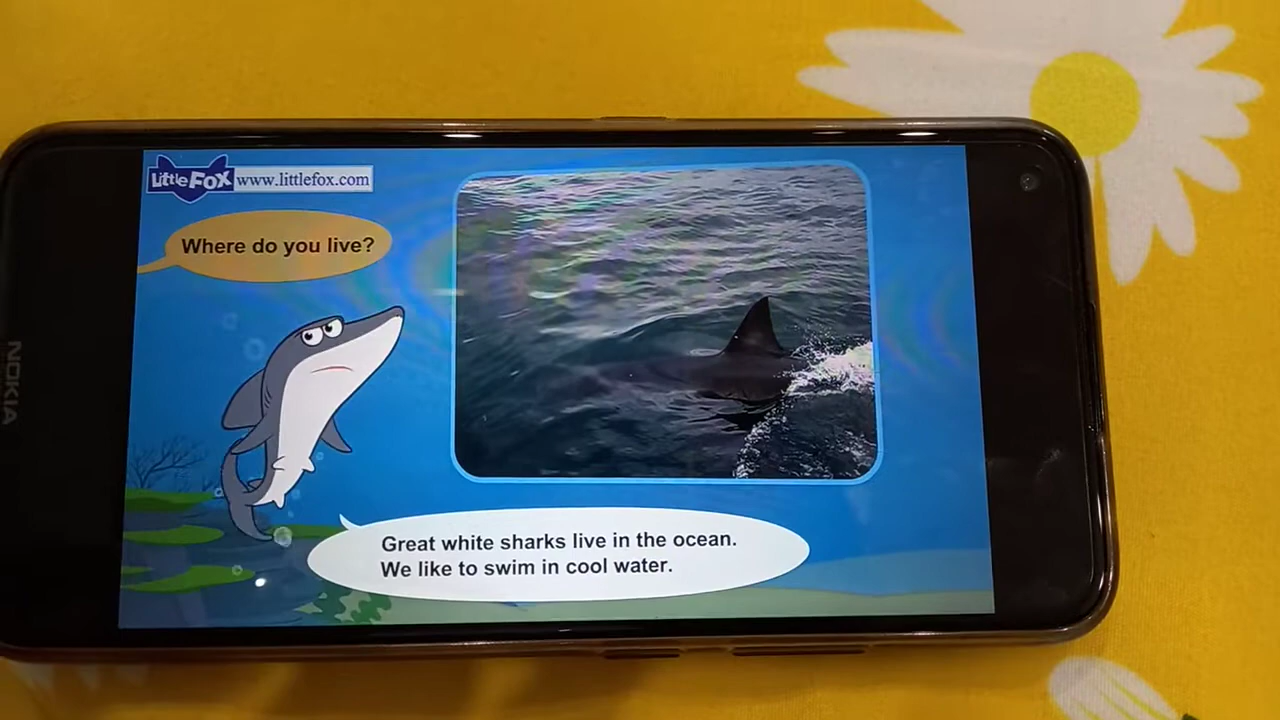 Little Fox www.littlefox.com
Where do you live?
Great white sharks live in the ocean.
We like to swim in cool water.
NOKIA